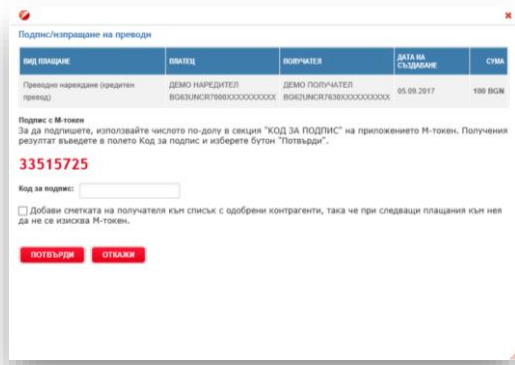 Подпис/изпращане на преводи
ВИД ПЛАЩАНЕ ПЛАТЕЦ ПОЛУЧАТЕЛ ДАТА НА СЪЗДАВАНЕ СУМА
Преводно нареждане (кредитен превод) ДЕМО НАРЕДИТЕЛ BG63UNCR7000XXXXXXXXXX ДЕМО ПОЛУЧАТЕЛ BG62UNCR7630XXXXXXXXXX 05.09.2017 100 BGN
Подпис с М-токен
За да подпишете, използвайте числото по-долу в секция "КОД ЗА ПОДПИС" на приложението М-токен. Получения
резултат въведете в полето Код за подпис и изберете бутон "Потвърди".
33515725
Код за подпис:
Добави сметката на получателя към списък с одобрени контрагенти, така че при следващи плащания към нея
да не се изисква М-токен.
ПОТВЪРДИ ОТКАЖИ